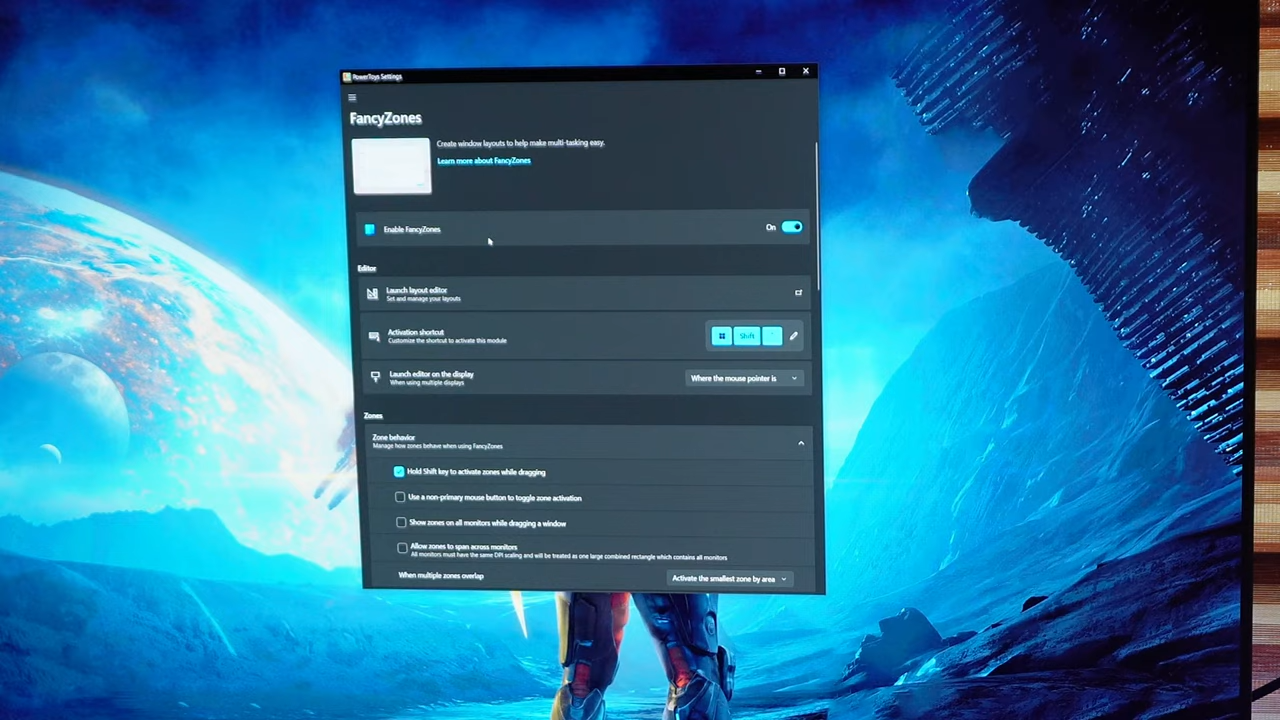 PowerToys Settings
FancyZones
Create window layouts to help make multi-tasking easy.
Learn more about FancyZones
Enable FancyZones
On
Editor
Launch layout editor
Set and manage your layouts
Activation shortcut
Customize the shortcut to activate this module
Shift
Launch editor on the display
When using multiple displays
Where the mouse pointer is
Zones
Zone behavior
Manage how zones behave when using FancyZones
Hold Shift key to activate zones while dragging
Use a non-primary mouse button to toggle zone activation
Show zones on all monitors while dragging a window
Allow zones to span across monitors
All monitors must have the same DPI scaling and will be treated as one large combined rectangle which contains all monitors
When multiple zones overlap
Activate the smallest zone by area